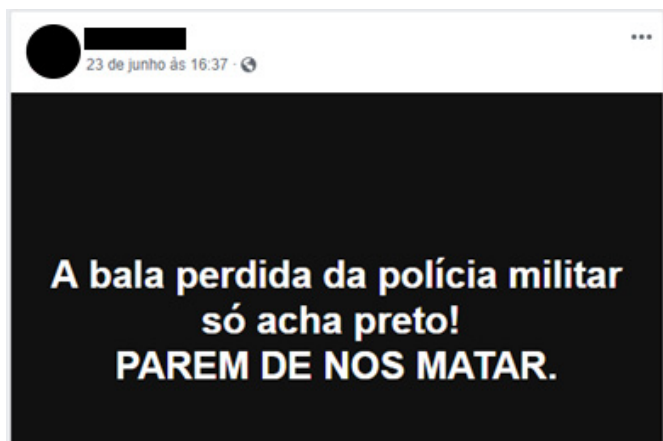 23 de junho às 16:37 ·
A bala perdida da polícia militar
só acha preto!
PAREM DE NOS MATAR.